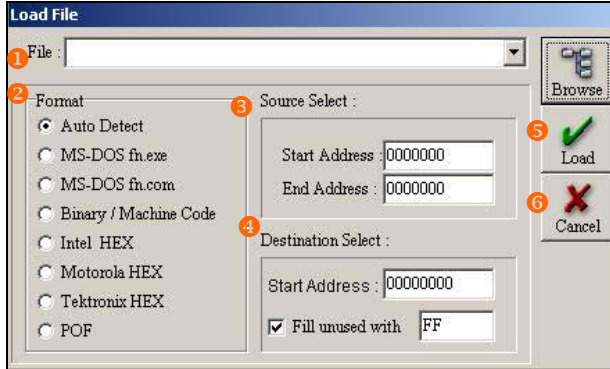 Load File
1 File :
Browse
2 Format
Auto Detect
MS-DOS fn.exe
MS-DOS fn.com
Binary / Machine Code
Intel HEX
Motorola HEX
Tektronix HEX
POF
3 Source Select :
Start Address : 0000000
End Address : 0000000
4 Destination Select :
Start Address : 00000000
Fill unused with FF
5 Load
6 Cancel